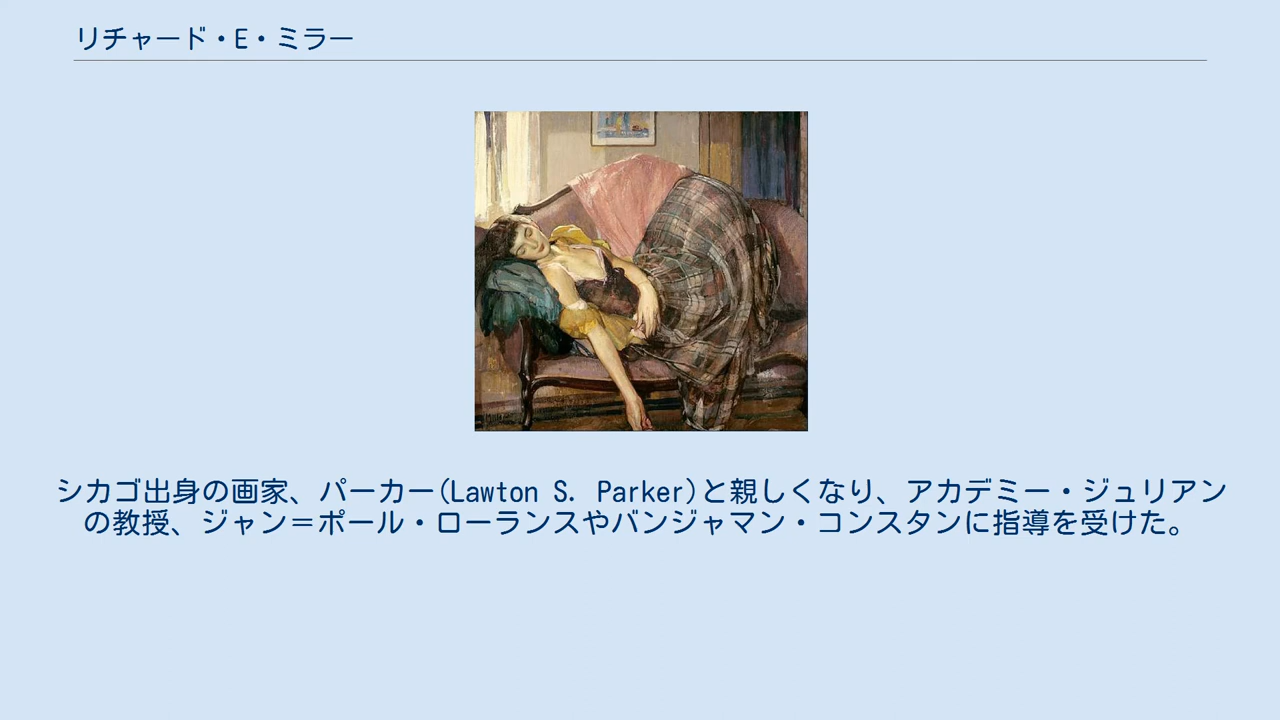 リチャード・E・ミラー
シカゴ出身の画家、パーカー(Lawton S. Parker)と親しくなり、アカデミー・ジュリアン
の教授、ジャン＝ポール・ローランスやバンジャマン・コンスタンに指導を受けた。